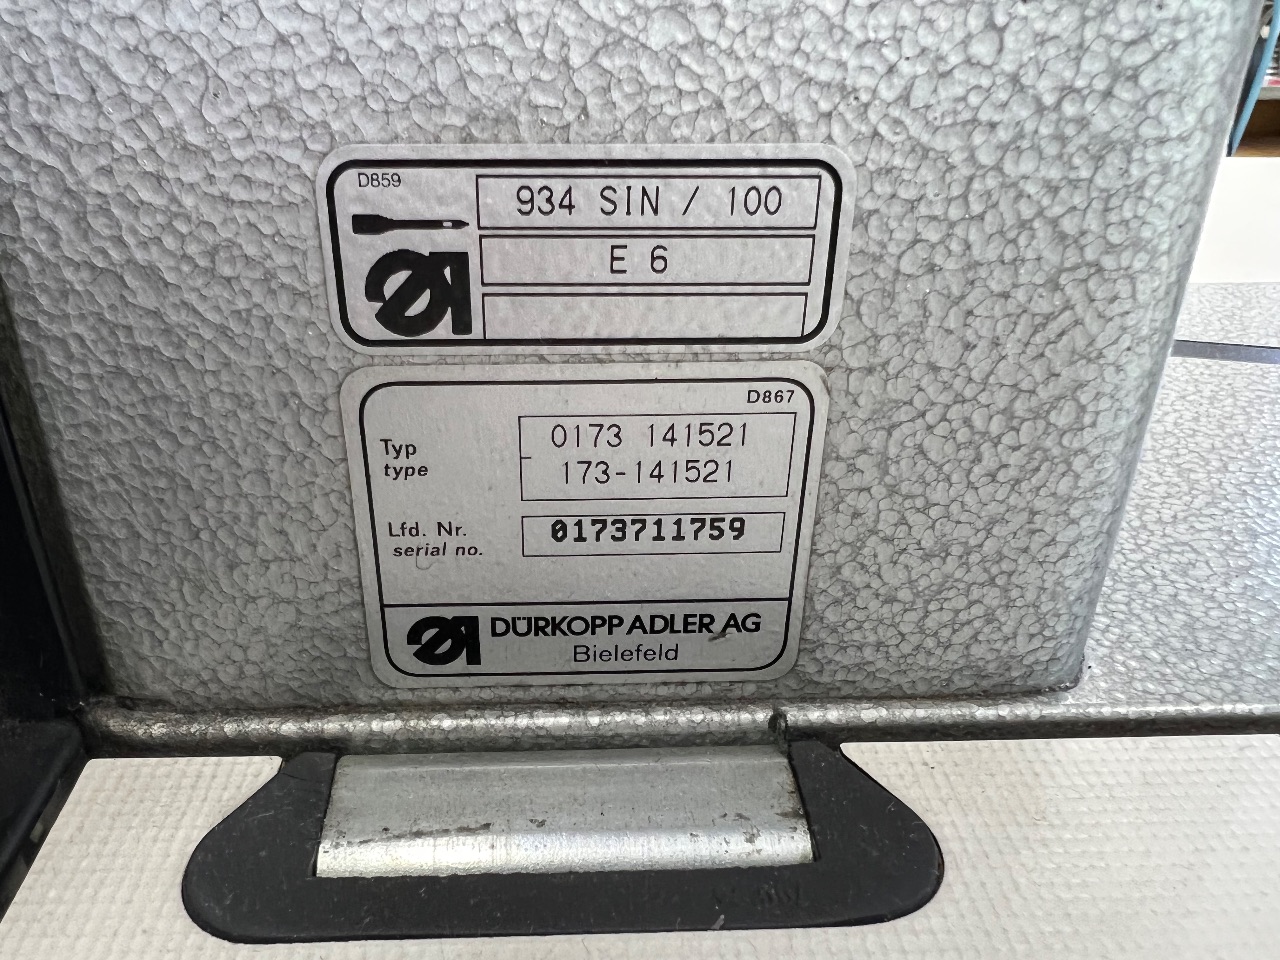 D859
934 SIN / 100
E 6
D867
Typ
type
0173 141521
173-141521
Lfd. Nr.
serial no.
0173711759
DÜRKOPP ADLER AG
Bielefeld